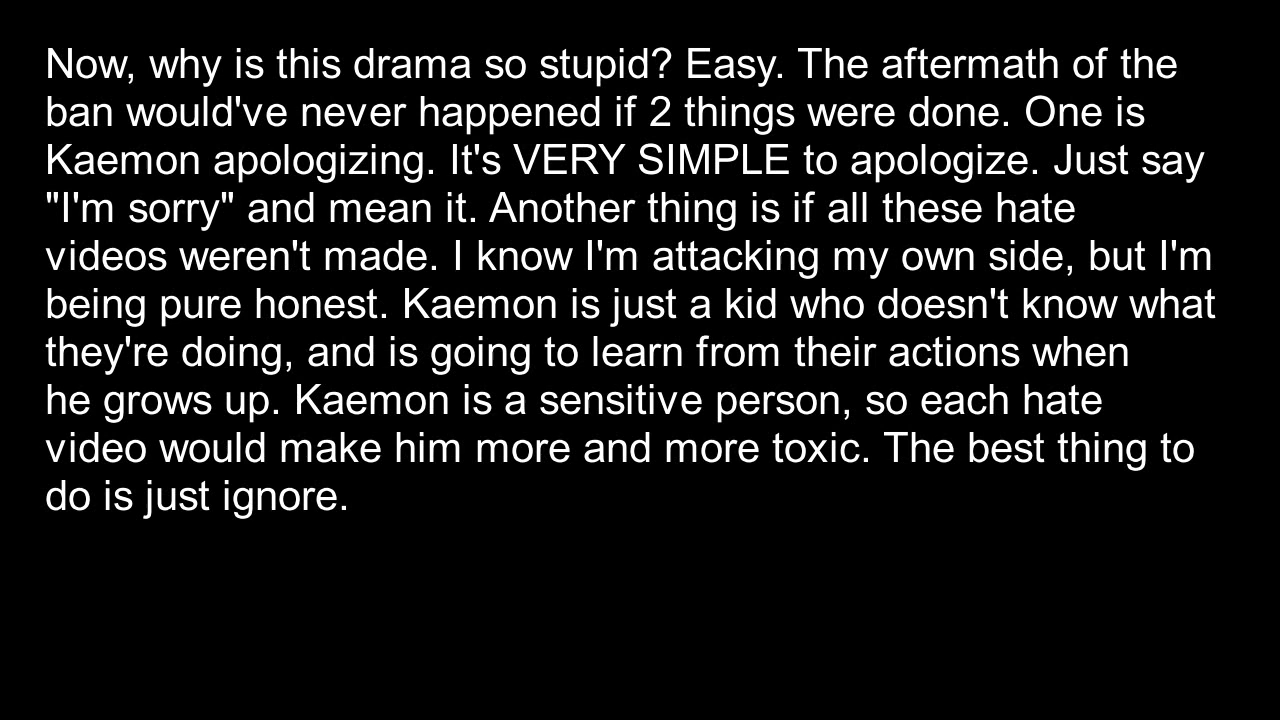 Now, why is this drama so stupid? Easy. The aftermath of the
ban would've never happened if 2 things were done. One is
Kaemon apologizing. It's VERY SIMPLE to apologize. Just say
"I'm sorry" and mean it. Another thing is if all these hate
videos weren't made. I know I'm attacking my own side, but I'm
being pure honest. Kaemon is just a kid who doesn't know what
they're doing, and is going to learn from their actions when
he grows up. Kaemon is a sensitive person, so each hate
video would make him more and more toxic. The best thing to
do is just ignore.